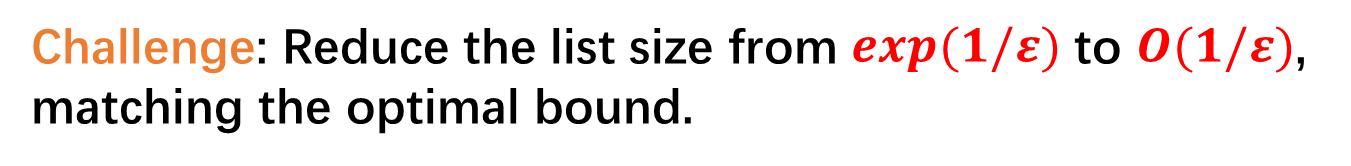 Challenge: Reduce the list size from exp(1/ε) to O(1/ε),
matching the optimal bound.